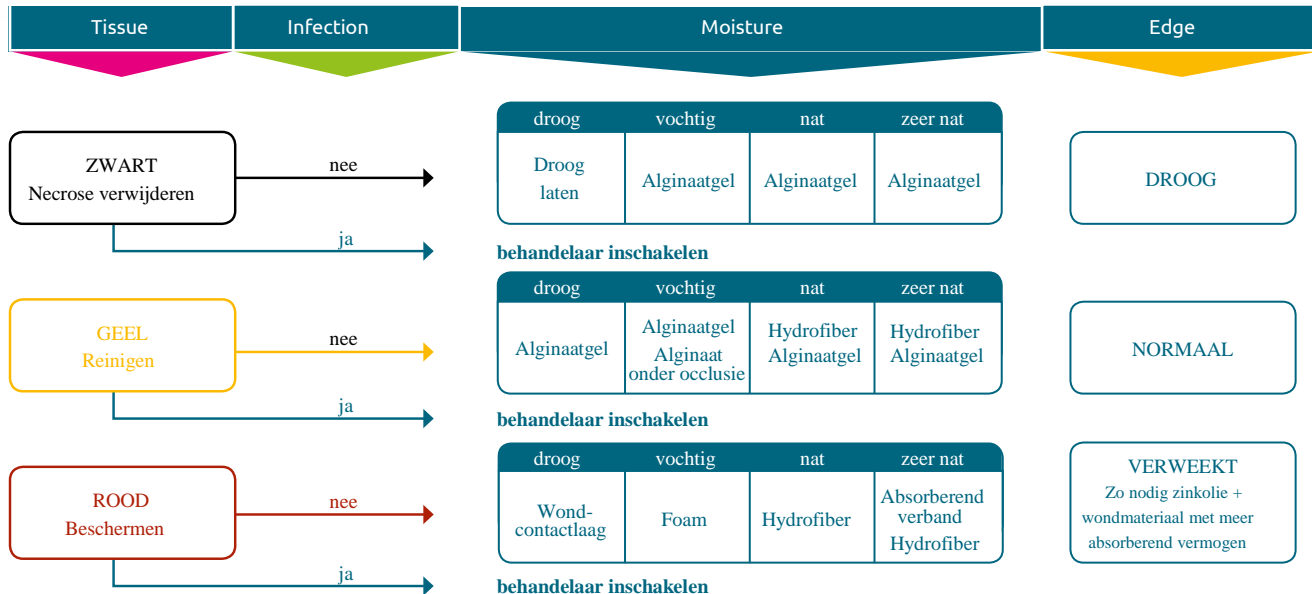 Tissue Infection Moisture Edge
droog vochtig nat zeer nat
ZWART
Necrose verwijderen
nee
Droog
laten
Alginaatgel Alginaatgel Alginaatgel
DROOG
ja
behandelaar inschakelen
droog vochtig nat zeer nat
GEEL
Reinigen
nee
Alginaatgel
Alginaatgel
Alginaat
onder occlusie
Hydrofiber
Alginaatgel
Hydrofiber
Alginaatgel
NORMAAL
ja
behandelaar inschakelen
droog vochtig nat zeer nat
ROOD
Beschermen
nee
Wond-
contactlaag
Foam
Hydrofiber
Absorberend
verband
Hydrofiber
VERWEEKT
Zo nodig zinkolie +
wondmateriaal met meer
absorberend vermogen
ja
behandelaar inschakelen